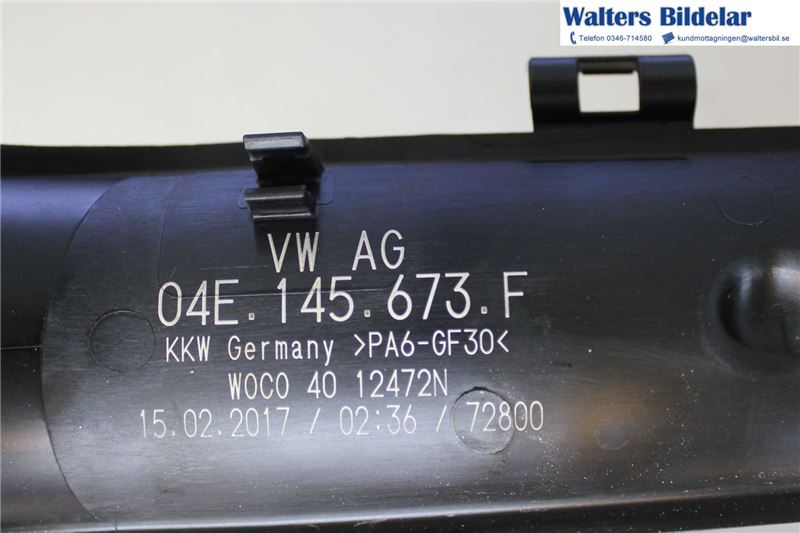 Walters Bildelar
Telefon 0346-714580 kundmottagningen@waltersbil.se
VW AG
04E.145.673.F
KKW Germany >PA6-GF30<
WOCO 40 12472N
15.02.2017 / 02:36 / 72800